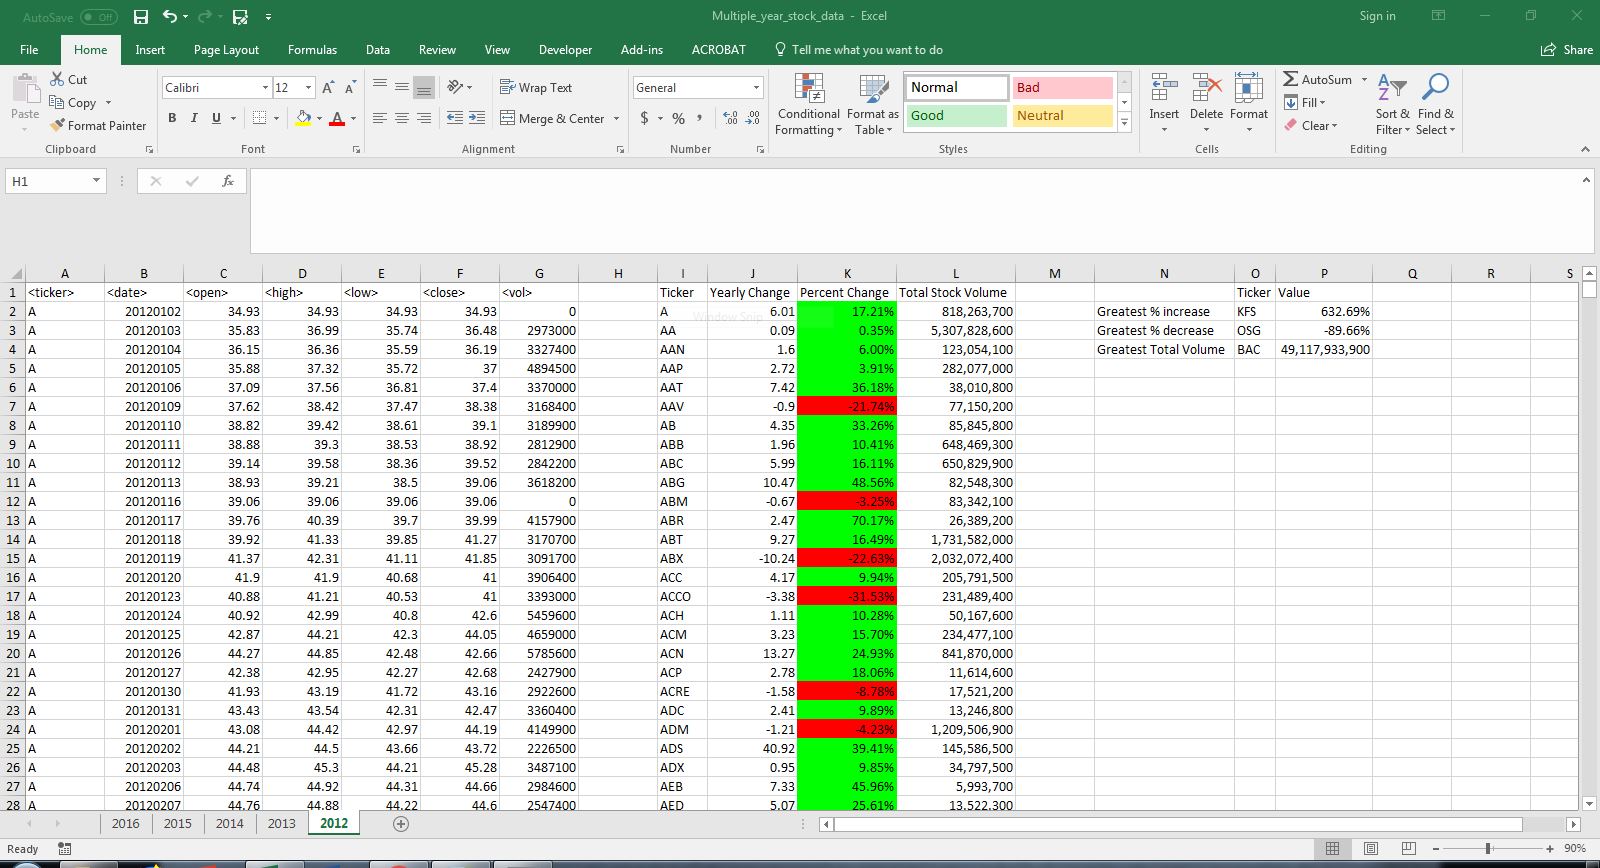 AutoSave Off Multiple_year_stock_data - Excel Sign in
File Home Insert Page Layout Formulas Data Review View Developer Add-ins ACROBAT Tell me what you want to do Share
Paste Cut Copy Format Painter Clipboard
Calibri 12 A A B I U A Font
Wrap Text Merge & Center Alignment
General $ % , Number
Conditional Formatting Format as Table Normal Bad Good Neutral Styles
Insert Delete Format Cells
AutoSum Fill Clear Sort & Filter Find & Select Editing
H1 fx
A B C D E F G H I J K L M N O P Q R S
1 <ticker> <date> <open> <high> <low> <close> <vol> Ticker Yearly Change Percent Change Total Stock Volume Ticker Value
2 A 20120102 34.93 34.93 34.93 34.93 0 A 6.01 17.21% 818,263,700 Greatest % increase KFS 632.69%
Window Snip
3 A 20120103 35.83 36.99 35.74 36.48 2973000 AA 0.09 0.35% 5,307,828,600 Greatest % decrease OSG -89.66%
4 A 20120104 36.15 36.36 35.59 36.19 3327400 AAN 1.6 6.00% 123,054,100 Greatest Total Volume BAC 49,117,933,900
5 A 20120105 35.88 37.32 35.72 37 4894500 AAP 2.72 3.91% 282,077,000
6 A 20120106 37.09 37.56 36.81 37.4 3370000 AAT 7.42 36.18% 38,010,800
7 A 20120109 37.62 38.42 37.47 38.38 3168400 AAV -0.9 -21.74% 77,150,200
8 A 20120110 38.82 39.42 38.61 39.1 3189900 AB 4.35 33.26% 85,845,800
9 A 20120111 38.88 39.3 38.53 38.92 2812900 ABB 1.96 10.41% 648,469,300
10 A 20120112 39.14 39.58 38.36 39.52 2842200 ABC 5.99 16.11% 650,829,900
11 A 20120113 38.93 39.21 38.5 39.06 3618200 ABG 10.47 48.56% 82,548,300
12 A 20120116 39.06 39.06 39.06 39.06 0 ABM -0.67 -3.25% 83,342,100
13 A 20120117 39.76 40.39 39.7 39.99 4157900 ABR 2.47 70.17% 26,389,200
14 A 20120118 39.92 41.33 39.85 41.27 3170700 ABT 9.27 16.49% 1,731,582,000
15 A 20120119 41.37 42.31 41.11 41.85 3091700 ABX -10.24 -22.63% 2,032,072,400
16 A 20120120 41.9 41.9 40.68 41 3906400 ACC 4.17 9.94% 205,791,500
17 A 20120123 40.88 41.21 40.53 41 3393000 ACCO -3.38 -31.53% 231,489,400
18 A 20120124 40.92 42.99 40.8 42.6 5459600 ACH 1.11 10.28% 50,167,600
19 A 20120125 42.87 44.21 42.3 44.05 4659000 ACM 3.23 15.70% 234,477,100
20 A 20120126 44.27 44.85 42.48 42.66 5785600 ACN 13.27 24.93% 841,870,000
21 A 20120127 42.38 42.95 42.27 42.68 2427900 ACP 2.78 18.06% 11,614,600
22 A 20120130 41.93 43.19 41.72 43.16 2922600 ACRE -1.58 -8.78% 17,521,200
23 A 20120131 43.43 43.54 42.31 42.47 3360400 ADC 2.41 9.89% 13,246,800
24 A 20120201 43.08 44.42 42.97 44.19 4149900 ADM -1.21 -4.23% 1,209,506,900
25 A 20120202 44.21 44.5 43.66 43.72 2226500 ADS 40.92 39.41% 145,586,500
26 A 20120203 44.48 45.3 44.21 45.28 3487100 ADX 0.95 9.85% 34,797,500
27 A 20120206 44.74 44.92 44.31 44.66 2984600 AEB 7.33 45.96% 5,993,700
28 A 20120207 44.76 44.88 44.22 44.6 2547400 AED 5.07 25.61% 13,522,300
2016 2015 2014 2013 2012
Ready 90%